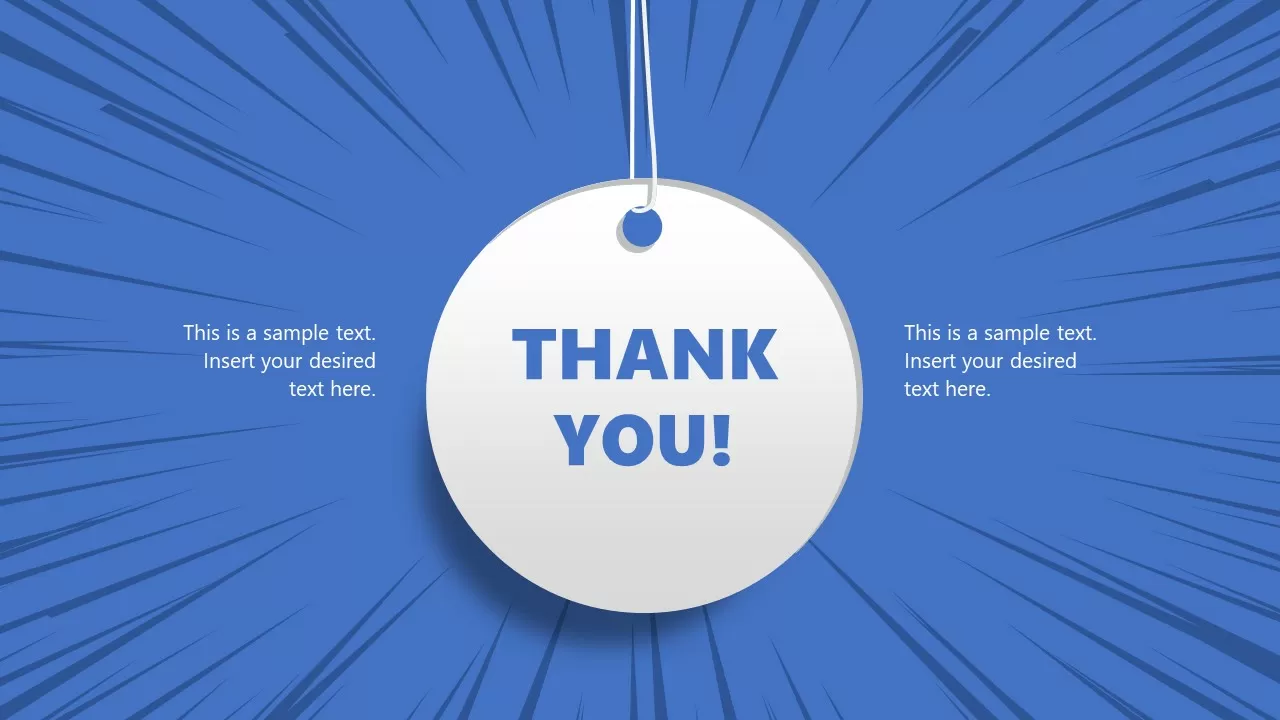 This is a sample text.
Insert your desired
text here.
THANK
YOU!
This is a sample text.
Insert your desired
text here.